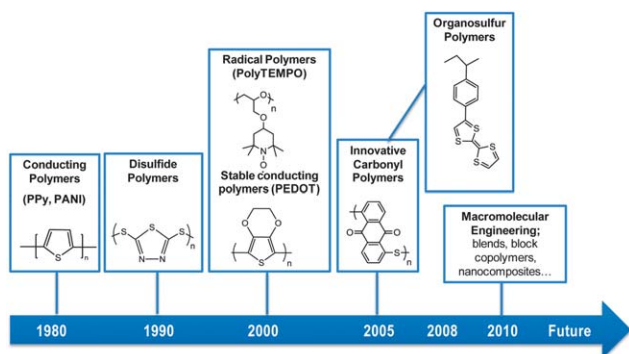 Conducting
Polymers
(PPy, PANI)
S
n
Disulfide
Polymers
S
S
S
N
N
n
Radical Polymers
(PolyTEMPO)
O
n
O
N
O
Stable conducting
polymers (PEDOT)
O
O
S
n
Innovative
Carbonyl
Polymers
O
O
S
n
Organosulfur
Polymers
S
S
S
S
Macromolecular
Engineering;
blends, block
copolymers,
nanocomposites…
1980
1990
2000
2005
2008
2010
Future